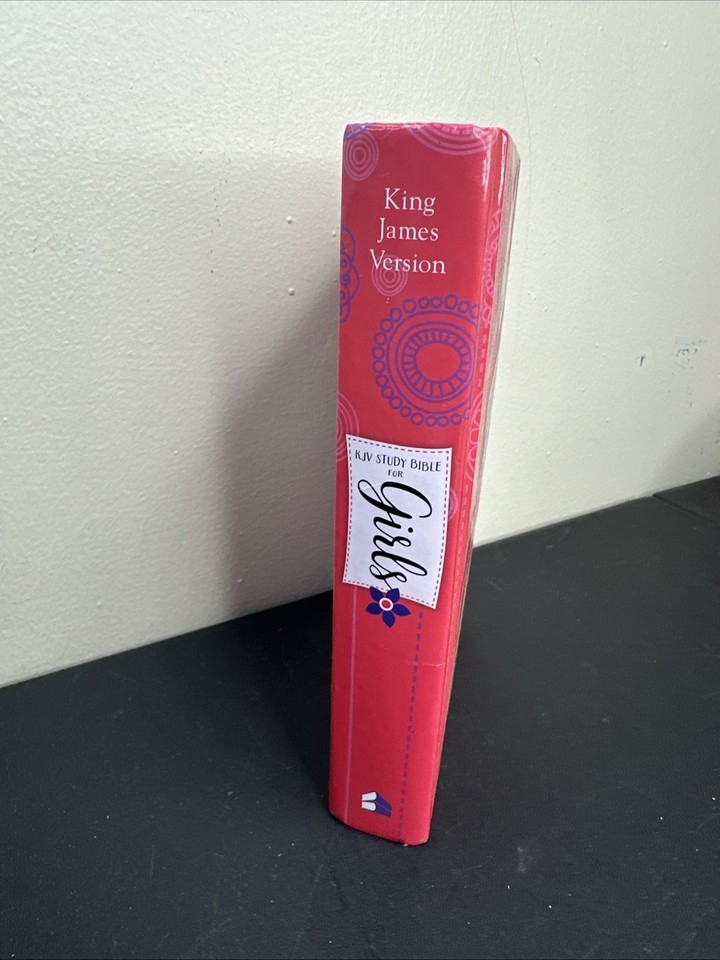 King
James
Version
KJV STUDY BIBLE
FOR
Girls